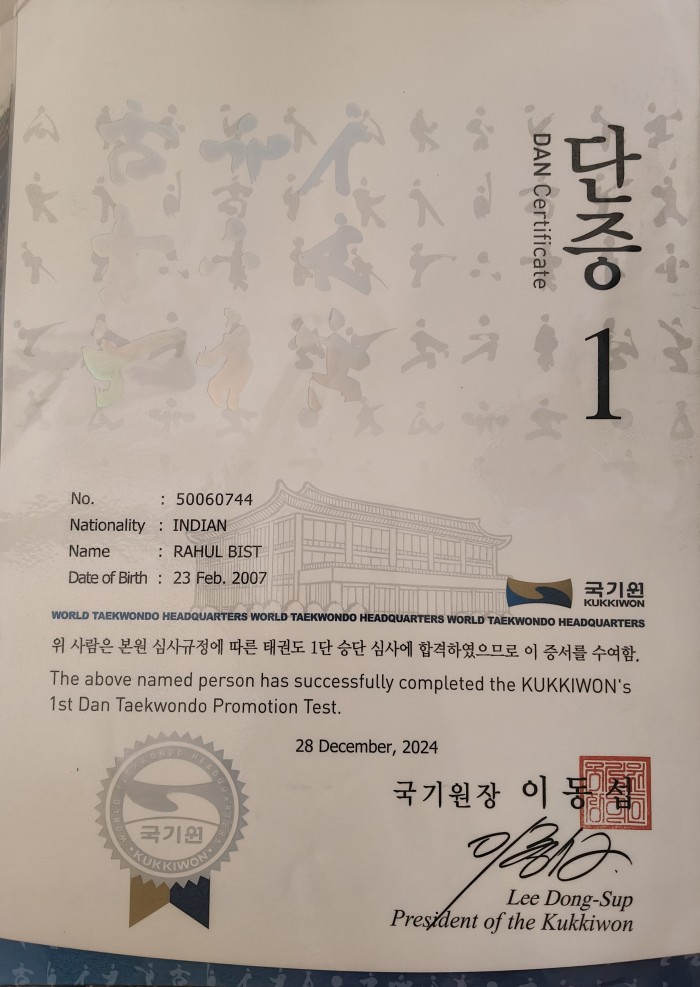 단증
DAN Certificate
1
No. : 50060744
Nationality : INDIAN
Name : RAHUL BIST
Date of Birth : 23 Feb. 2007
국기원
KUKKIWON
WORLD TAEKWONDO HEADQUARTERS WORLD TAEKWONDO HEADQUARTERS WORLD TAEKWONDO HEADQUARTERS
위 사람은 본원 심사규정에 따른 태권도 1단 승단 심사에 합격하였으므로 이 증서를 수여함.
The above named person has successfully completed the KUKKIWON's
1st Dan Taekwondo Promotion Test.
28 December, 2024
국기원장 이동섭
Lee Dong-Sup
President of the Kukkiwon
WORLD TAEKWONDO HEADQUARTERS
국기원
KUKKIWON